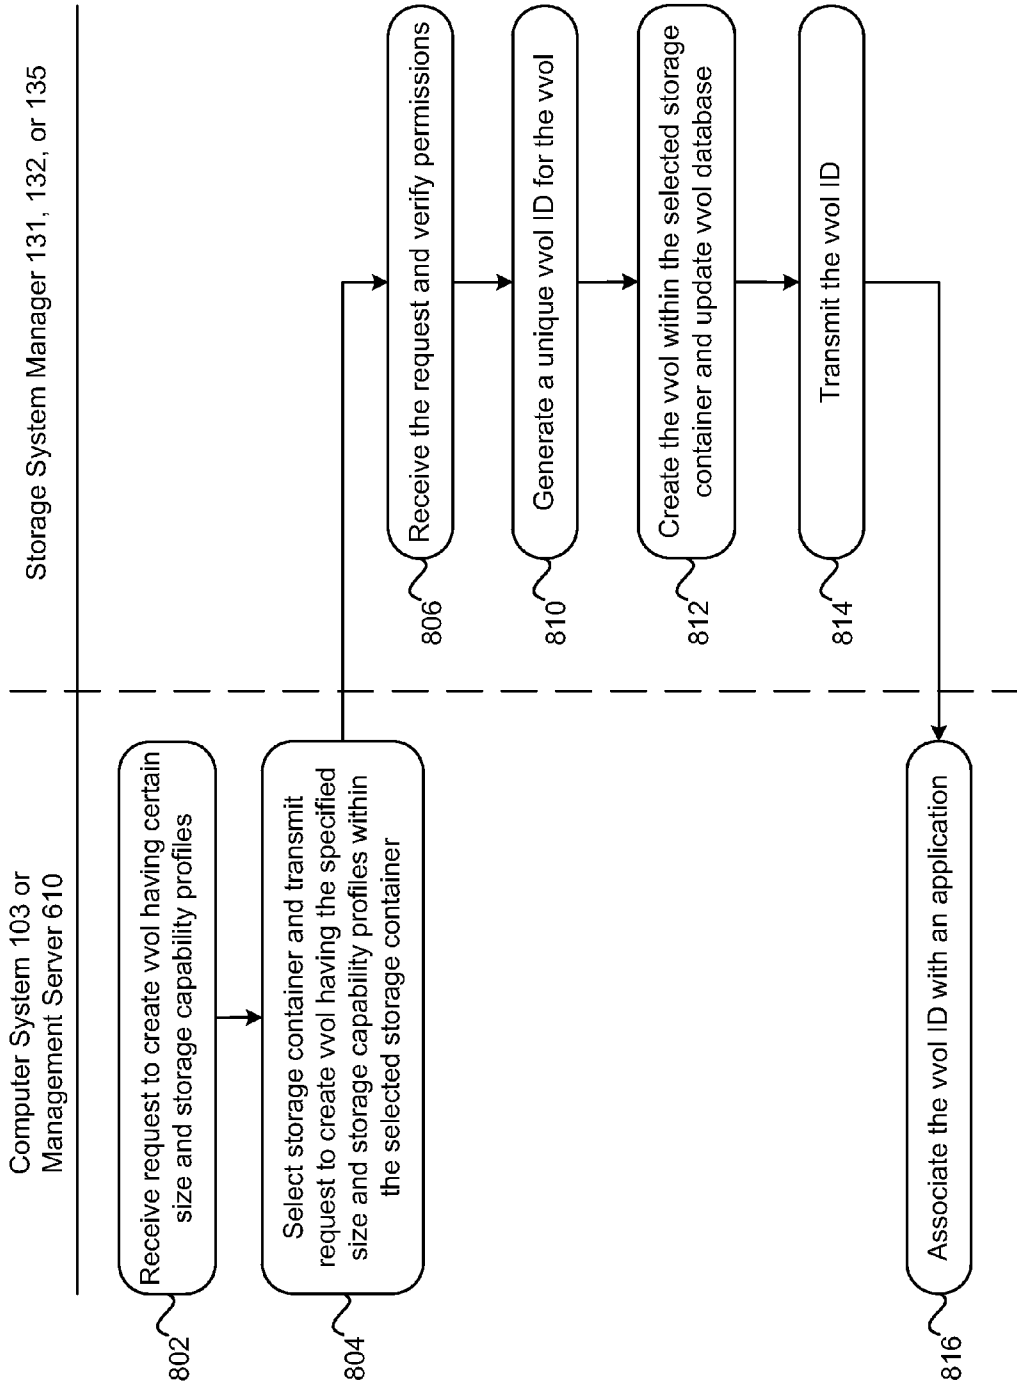 Computer System 103 or
Management Server 610
Storage System Manager 131, 132, or 135
Receive request to create vvol having certain
size and storage capability profiles
802
Select storage container and transmit
request to create vvol having the specified
size and storage capability profiles within
the selected storage container
804
Receive the request and verify permissions
806
Generate a unique vvol ID for the vvol
810
Create the vvol within the selected storage
container and update vvol database
812
Transmit the vvol ID
814
Associate the vvol ID with an application
816